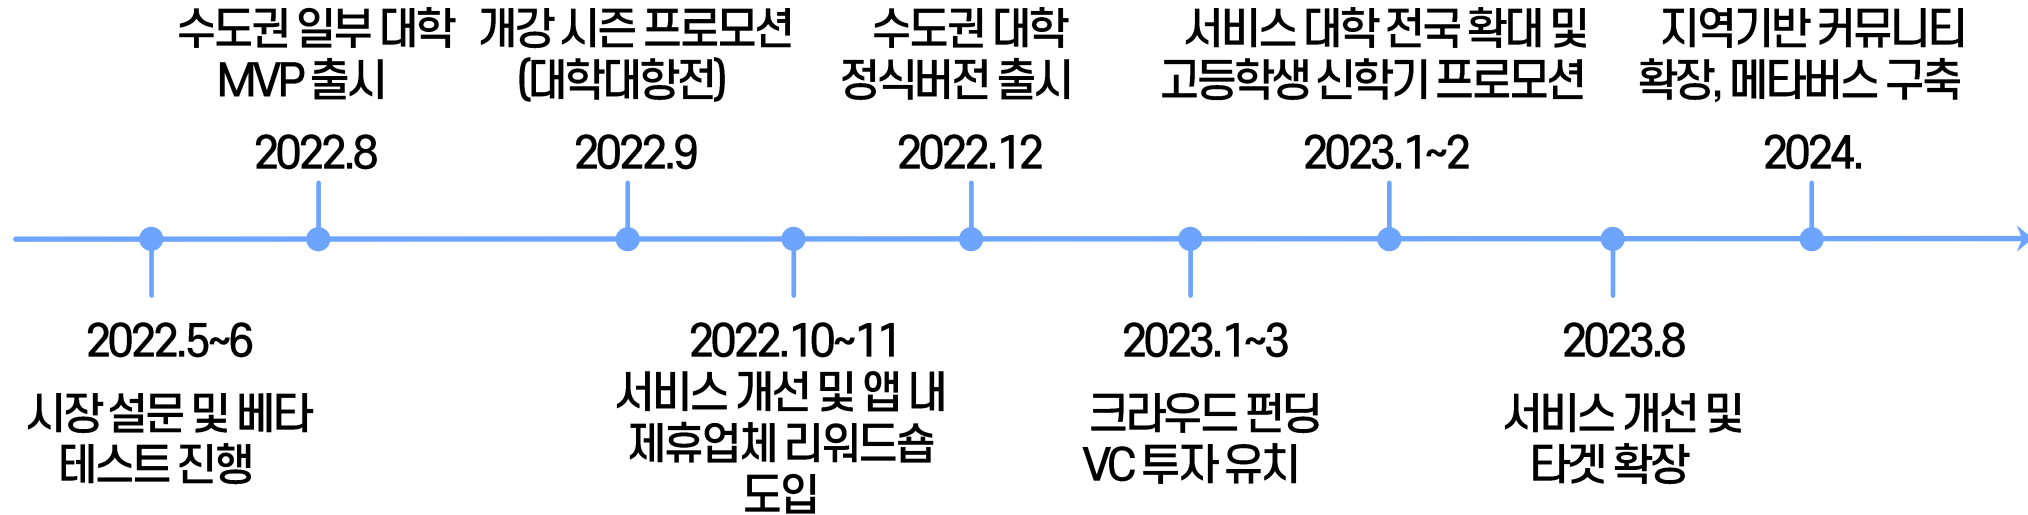 수도권 일부 대학
MVP 출시
2022.8
개강 시즌 프로모션
(대학대항전)
2022.9
수도권 대학
정식버전 출시
2022.12
서비스 대학 전국 확대 및
고등학생 신학기 프로모션
2023.1~2
지역기반 커뮤니티
확장, 메타버스 구축
2024.
2022.5~6
시장 설문 및 베타
테스트 진행
2022.10~11
서비스 개선 및 앱 내
제휴업체 리워드숍
도입
2023.1~3
크라우드 펀딩
VC 투자 유치
2023.8
서비스 개선 및
타겟 확장